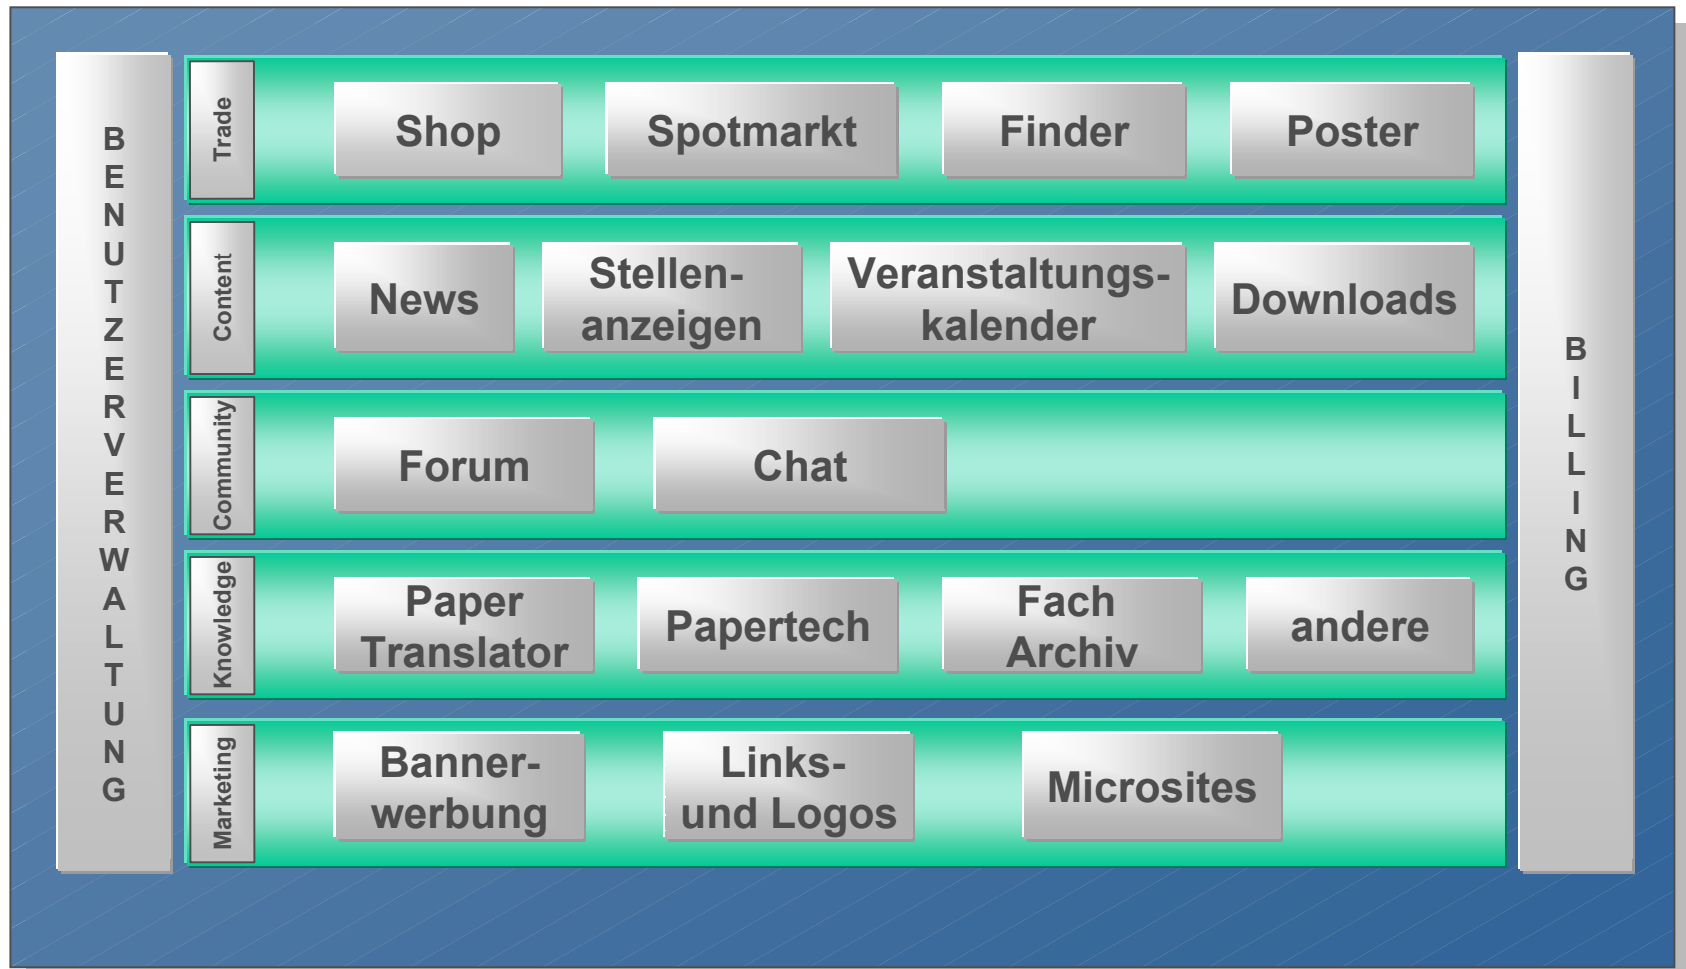 BENUTZERVERWALTUNG
Trade
Shop
Spotmarkt
Finder
Poster
Content
News
Stellen-
anzeigen
Veranstaltungs-
kalender
Downloads
Community
Forum
Chat
Knowledge
Paper
Translator
Papertech
Fach
Archiv
andere
Marketing
Banner-
werbung
Links-
und Logos
Microsites
BILLING